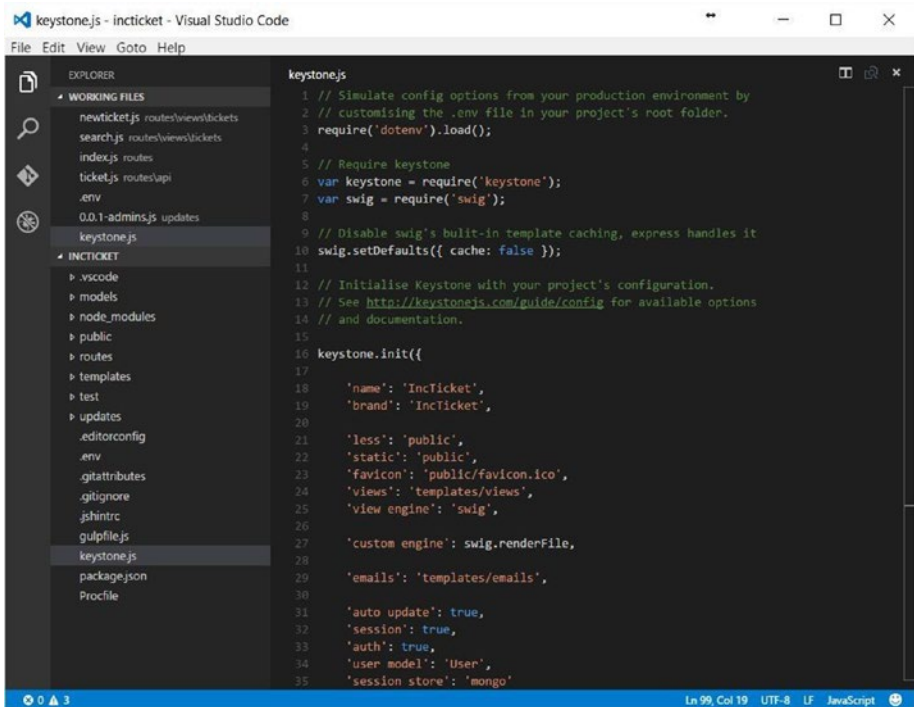 keystone.js - incticket - Visual Studio Code
File Edit View Goto Help
EXPLORER
WORKING FILES
newticket.js routes\views\tickets
search.js routes\views\tickets
index.js routes
ticket.js routes\api
.env
0.0.1-admins.js updates
keystone.js
INCTICKET
.vscode
models
node_modules
public
routes
templates
test
updates
.editorconfig
.env
.gitattributes
.gitignore
.jshintrc
gulpfile.js
keystone.js
package.json
Procfile
keystone.js
1 // Simulate config options from your production environment by
2 // customising the .env file in your project's root folder.
3 require('dotenv').load();
4
5 // Require keystone
6 var keystone = require('keystone');
7 var swig = require('swig');
8
9 // Disable swig's bulit-in template caching, express handles it
10 swig.setDefaults({ cache: false });
11
12 // Initialise Keystone with your project's configuration.
13 // See http://keystonejs.com/guide/config for available options
14 // and documentation.
15
16 keystone.init({
17
18 'name': 'IncTicket',
19 'brand': 'IncTicket',
20
21 'less': 'public',
22 'static': 'public',
23 'favicon': 'public/favicon.ico',
24 'views': 'templates/views',
25 'view engine': 'swig',
26
27 'custom engine': swig.renderFile,
28
29 'emails': 'templates/emails',
30
31 'auto update': true,
32 'session': true,
33 'auth': true,
34 'user model': 'User',
35 'session store': 'mongo'
0 3
Ln 99, Col 19 UTF-8 LF JavaScript